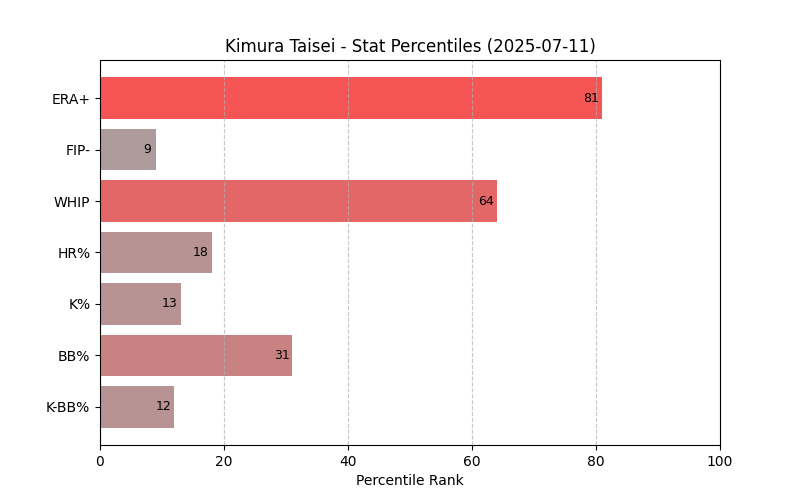 Kimura Taisei - Stat Percentiles (2025-07-11)
ERA+ 81
FIP- 9
WHIP 64
HR% 18
K% 13
BB% 31
K-BB% 12
0 20 40 60 80 100
Percentile Rank